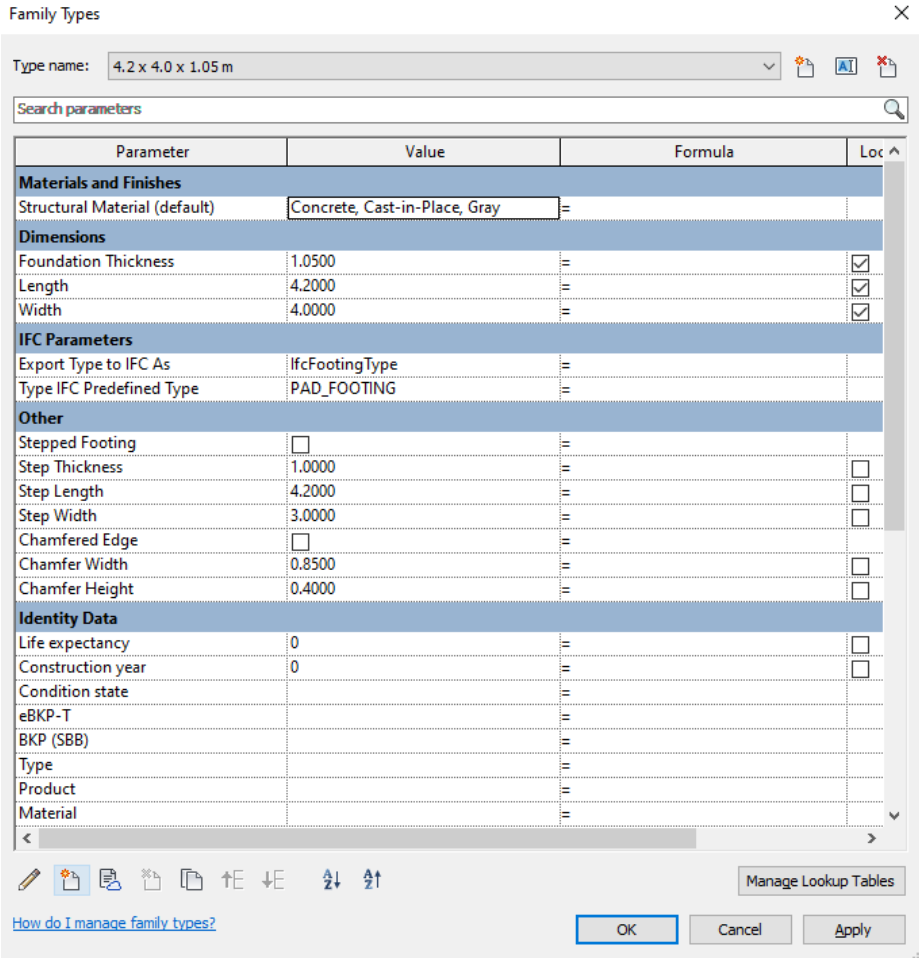 Family Types
Type name: 4.2 x 4.0 x 1.05 m
Search parameters
Parameter Value Formula Loc
Materials and Finishes
Structural Material (default) Concrete, Cast-in-Place, Gray =
Dimensions
Foundation Thickness 1.0500 =
Length 4.2000 =
Width 4.0000 =
IFC Parameters
Export Type to IFC As IfcFootingType =
Type IFC Predefined Type PAD_FOOTING =
Other
Stepped Footing =
Step Thickness 1.0000 =
Step Length 4.2000 =
Step Width 3.0000 =
Chamfered Edge =
Chamfer Width 0.8500 =
Chamfer Height 0.4000 =
Identity Data
Life expectancy 0 =
Construction year 0 =
Condition state =
eBKP-T =
BKP (SBB) =
Type =
Product =
Material =
Manage Lookup Tables
How do I manage family types?
OK Cancel Apply